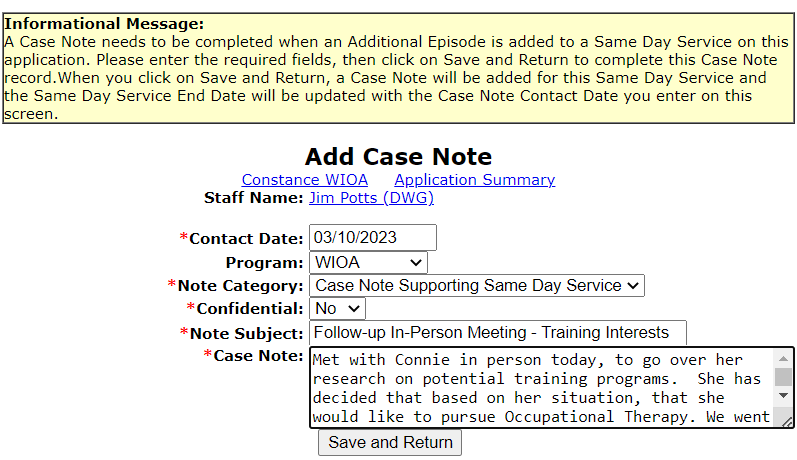 Informational Message:
A Case Note needs to be completed when an Additional Episode is added to a Same Day Service on this
application. Please enter the required fields, then click on Save and Return to complete this Case Note
record.When you click on Save and Return, a Case Note will be added for this Same Day Service and
the Same Day Service End Date will be updated with the Case Note Contact Date you enter on this
screen.
Add Case Note
Constance WIOA Application Summary
Staff Name: Jim Potts (DWG)
*Contact Date: 03/10/2023
Program: WIOA
*Note Category: Case Note Supporting Same Day Service
*Confidential: No
*Note Subject: Follow-up In-Person Meeting - Training Interests
*Case Note: Met with Connie in person today, to go over her
research on potential training programs.  She has
decided that based on her situation, that she
would like to pursue Occupational Therapy. We went
Save and Return